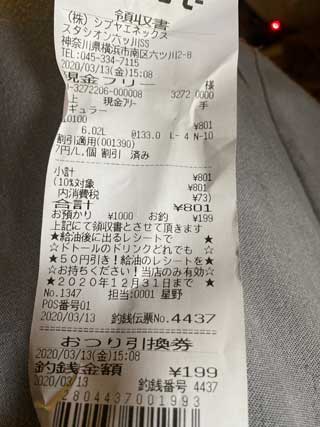 領収書
(株) シブヤエネックス
スタシオン六ッ川SS
神奈川県横浜市南区六ツ川2-8
TEL:045-334-7115
2020/03/13(金)15:08
現金フリー 様
-3272206-000008 3272 0000
上 現金フリー 手
ギュラー ¥801
10100
6.02L @133.0 L- 4 N-10
割引適用(001390)
7円/L,個 割引 済み
小計 ¥801
(10%対象 ¥801)
内消費税 ¥73)
合計 ¥801
お預かり ¥1000 お釣 ¥199
上記にて領収書とさせて頂きます
★給油後に出るレシートで ★
☆ドトールのドリンクどれでも ☆
★50円引き!給油のレシートを★
☆お持ちください!当店のみ有効☆
★2020年12月31日まで ★
No.1347 担当:0001 星野
POS番号01
2020/03/13 釣銭伝票No.4437
おつり引換券
2020/03/13(金)15:08
釣銭金額 ¥199
2020/03/13 釣銭番号 4437
2804437001993